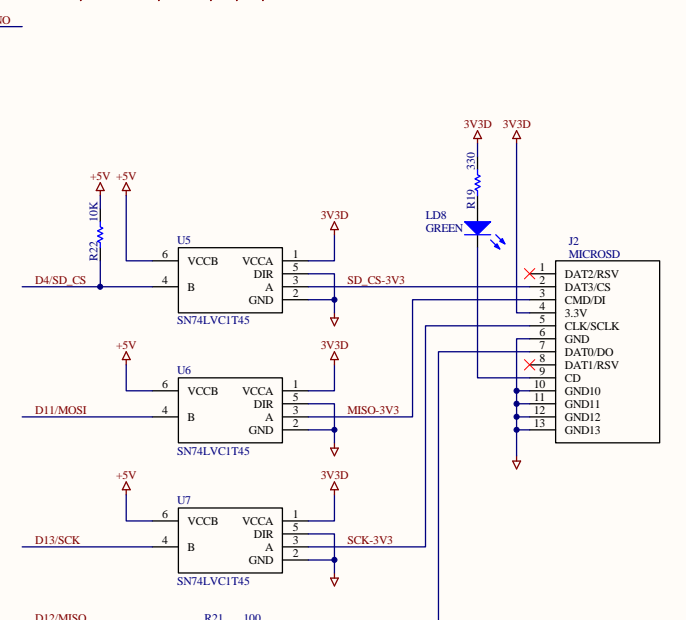 3V3D 3V3D
330
R19
+5V +5V
10K
R22
LD8
GREEN
3V3D
U5
6 VCCB VCCA 1
DIR 5
D4/SD_CS 4 B A 3 SD_CS-3V3
GND 2
SN74LVC1T45
J2
MICROSD
1 DAT2/RSV
2 DAT3/CS
3 CMD/DI
4 3.3V
5 CLK/SCLK
6 GND
7 DAT0/DO
8 DAT1/RSV
9 CD
10 GND10
11 GND11
12 GND12
13 GND13
+5V 3V3D
U6
6 VCCB VCCA 1
DIR 5
D11/MOSI 4 B A 3 MISO-3V3
GND 2
SN74LVC1T45
+5V 3V3D
U7
6 VCCB VCCA 1
DIR 5
D13/SCK 4 B A 3 SCK-3V3
GND 2
SN74LVC1T45
D12/MISO R21 100